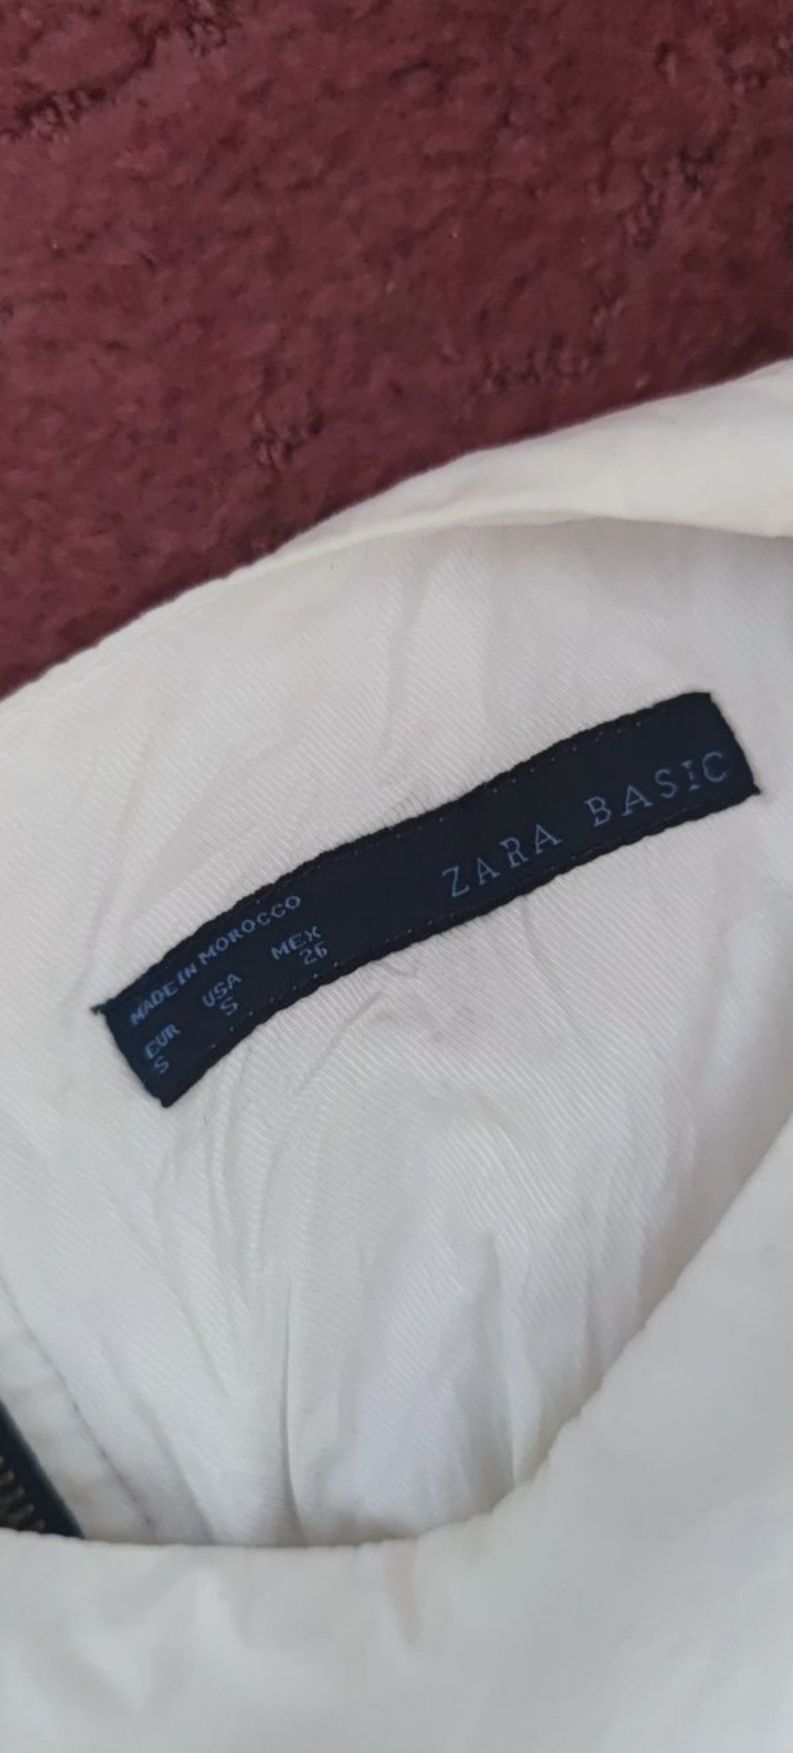 ZARA BASIC
MADE IN MOROCCO
EUR USA MEX
S S 26